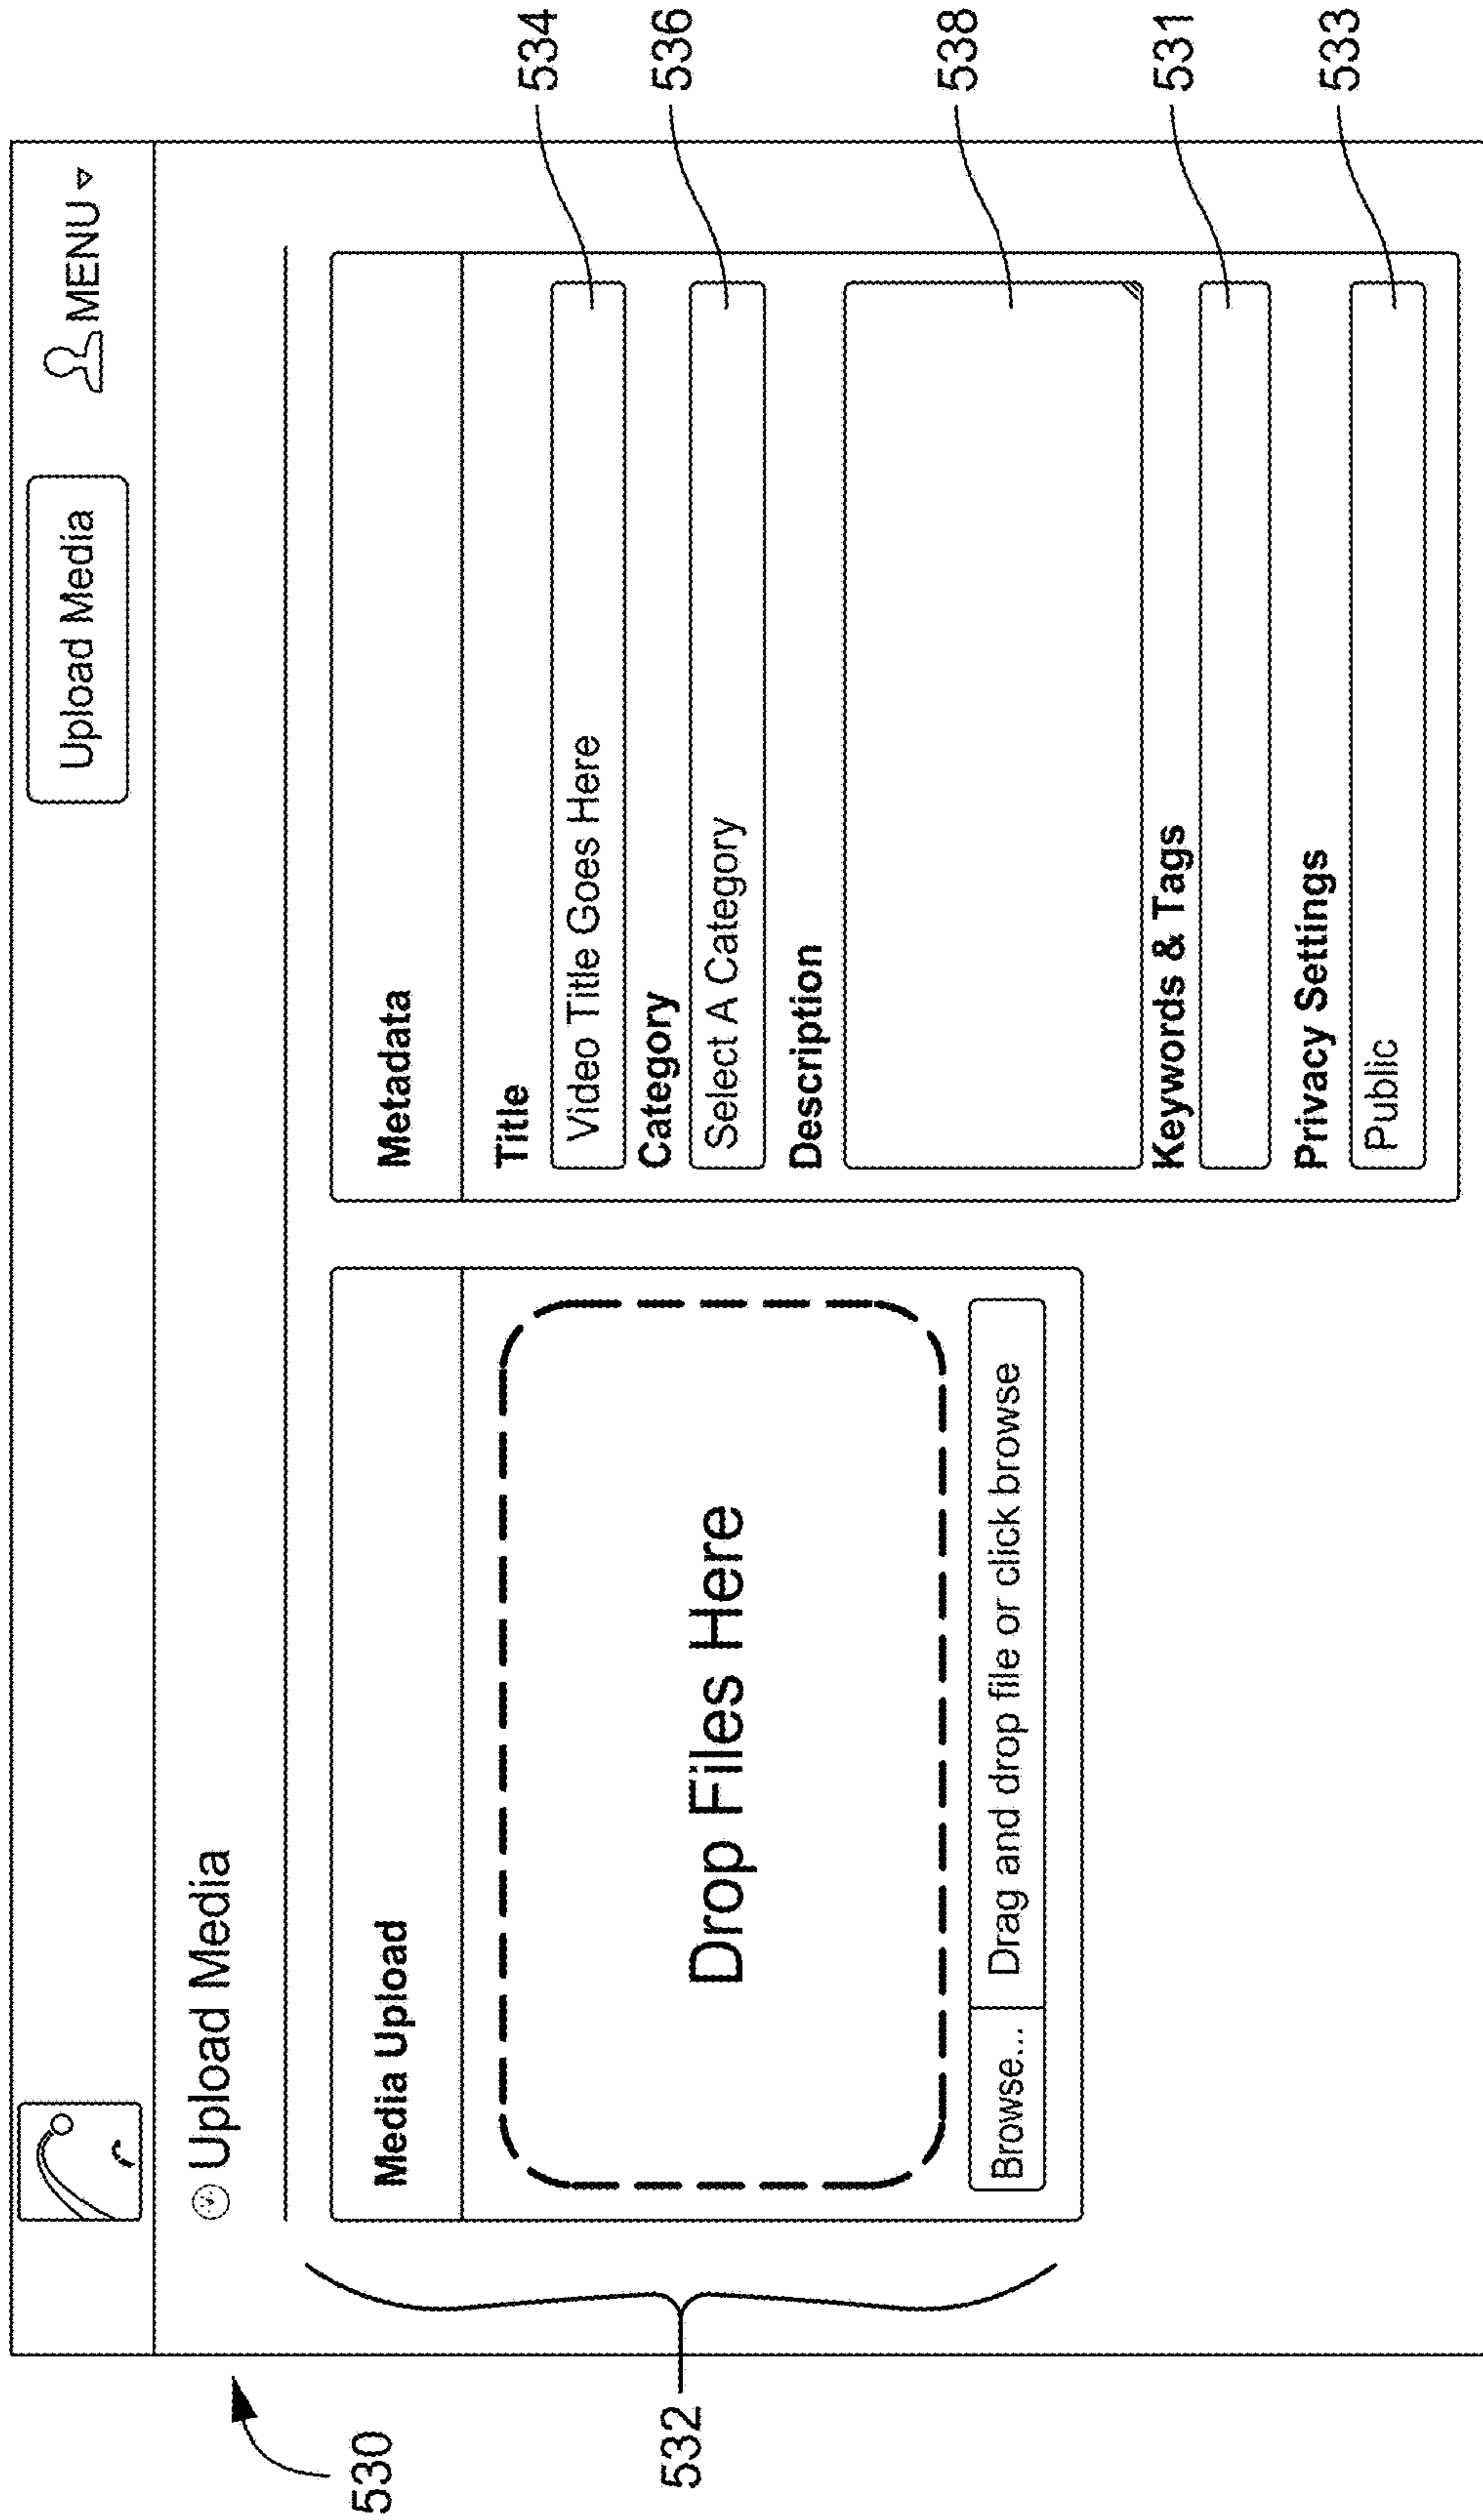 Upload Media
MENU
530
Upload Media
532
Media Upload
Drop Files Here
Browse...
Drag and drop file or click browse
Metadata
Title
Video Title Goes Here
534
Category
Select A Category
536
Description
538
Keywords & Tags
531
Privacy Settings
Public
533